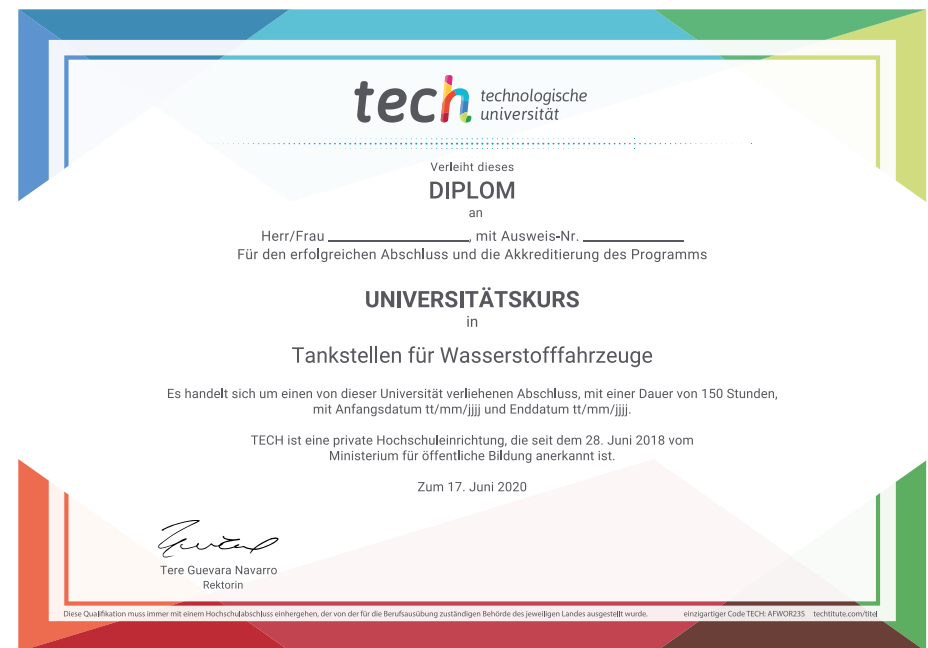 tech technologische
universität
Verleiht dieses
DIPLOM
an
Herr/Frau ____________________, mit Ausweis-Nr. ______________
Für den erfolgreichen Abschluss und die Akkreditierung des Programms
UNIVERSITÄTSKURS
in
Tankstellen für Wasserstofffahrzeuge
Es handelt sich um einen von dieser Universität verliehenen Abschluss, mit einer Dauer von 150 Stunden,
mit Anfangsdatum tt/mm/jjjj und Enddatum tt/mm/jjjj.
TECH ist eine private Hochschuleinrichtung, die seit dem 28. Juni 2018 vom
Ministerium für öffentliche Bildung anerkannt ist.
Zum 17. Juni 2020
Tere Guevara Navarro
Rektorin
Diese Qualifikation muss immer mit einem Hochschulabschluss einhergehen, der von der für die Berufsausübung zuständigen Behörde des jeweiligen Landes ausgestellt wurde. einzigartiger Code TECH: AFWOR23S techtitute.com/titel